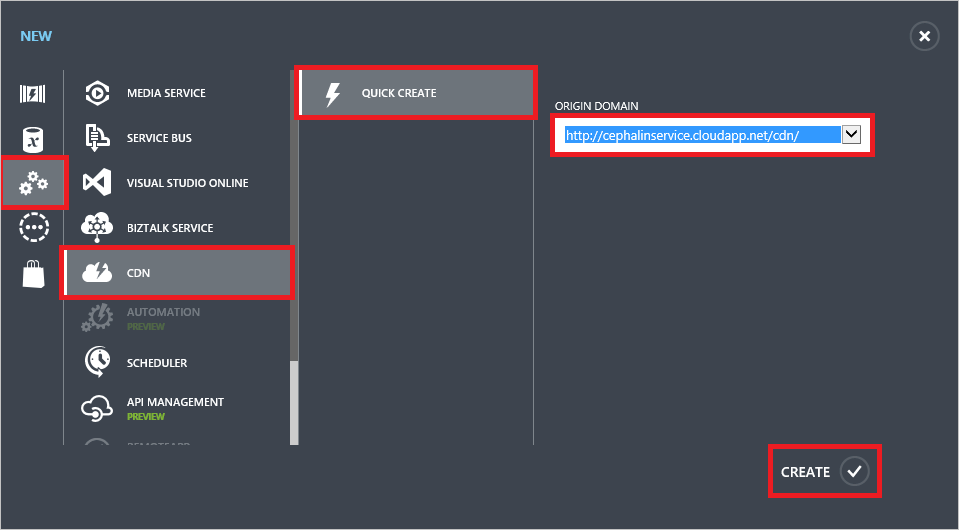 NEW
MEDIA SERVICE
SERVICE BUS
VISUAL STUDIO ONLINE
BIZTALK SERVICE
CDN
AUTOMATION
PREVIEW
SCHEDULER
API MANAGEMENT
PREVIEW
QUICK CREATE
ORIGIN DOMAIN
http://cephalinservice.cloudapp.net/cdn/
CREATE